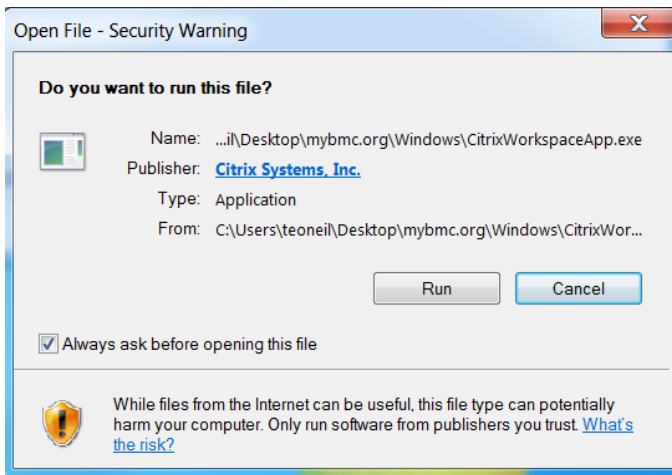 Open File - Security Warning
Do you want to run this file?
Name: ...il\Desktop\mybmc.org\Windows\CitrixWorkspaceApp.exe
Publisher: Citrix Systems, Inc.
Type: Application
From: C:\Users\teoneil\Desktop\mybmc.org\Windows\CitrixWor...
Run Cancel
Always ask before opening this file
While files from the Internet can be useful, this file type can potentially
harm your computer. Only run software from publishers you trust. What's
the risk?